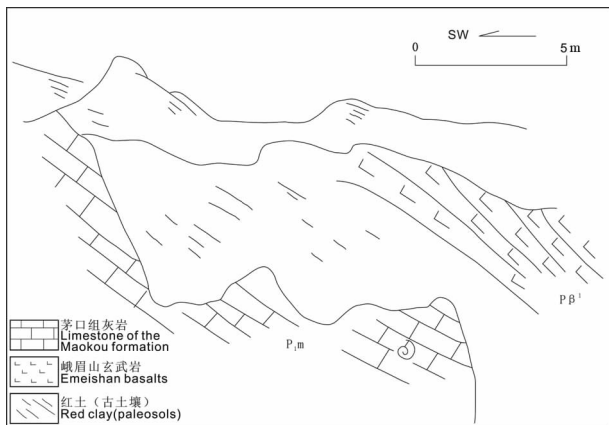 SW
0 5m
Pβ¹
P₁m
茅口组灰岩
Limestone of the
Maokou formation
峨眉山玄武岩
Emeishan basalts
红土（古土壤）
Red clay(paleosols)